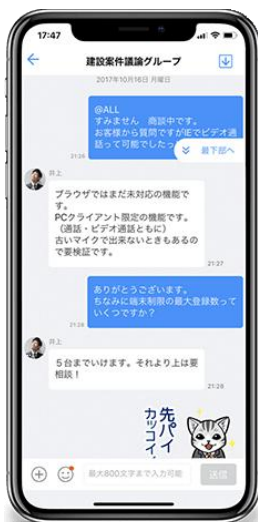 17:47
建設案件議論グループ
2017年10月16日 月曜日
@ALL
すみません 商談中です。
お客様から質問ですがIEでビデオ通
話って可能でしたっ
最下部へ
21:26
井上
ブラウザではまだ未対応の機能で
す。
PCクライアント限定の機能です。
（通話・ビデオ通話ともに）
古いマイクで出来ないときもあるの
で要検証です。
21:27
ありがとうございます。
ちなみに端末制限の最大登録数って
いくつですか？
21:28
井上
５台までいけます。それより上は要
相談！
21:28
先パイ
カッコイイ
最大800文字まで入力可能
送信